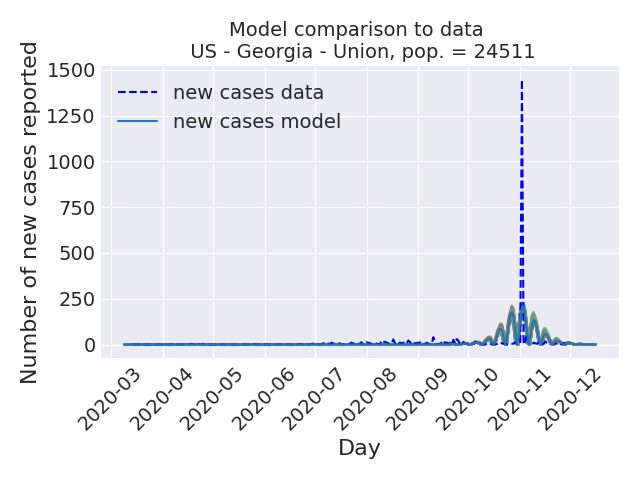 Model comparison to data
US - Georgia - Union, pop. = 24511
Number of new cases reported
1500
1250
1000
750
500
250
0
new cases data
new cases model
2020-03
2020-04
2020-05
2020-06
2020-07
2020-08
2020-09
2020-10
2020-11
2020-12
Day